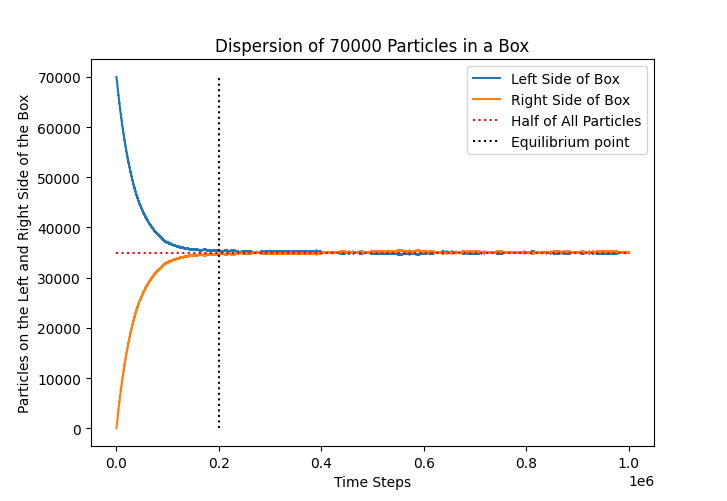 Dispersion of 70000 Particles in a Box
Particles on the Left and Right Side of the Box
70000
60000
50000
40000
30000
20000
10000
0
Left Side of Box
Right Side of Box
Half of All Particles
Equilibrium point
0.0 0.2 0.4 0.6 0.8 1.0
1e6
Time Steps